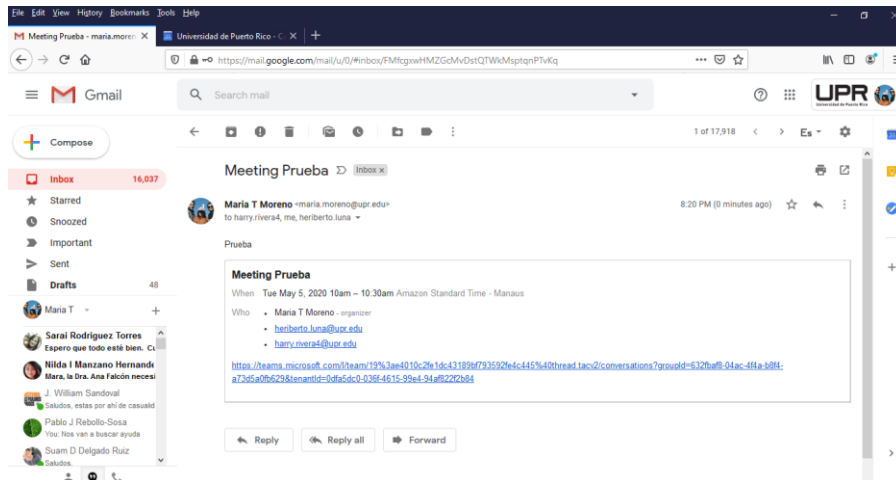 File Edit View History Bookmarks Tools Help
Meeting Prueba - maria.moren
Universidad de Puerto Rico - C
https://mail.google.com/mail/u/0/#inbox/FMfcgxwHMZGcMvDstQTWkMsptqnPTvKq
Gmail
Search mail
UPR
Universidad de Puerto Rico
Compose
1 of 17,918
Es
Inbox 16,037
Starred
Snoozed
Important
Sent
Drafts 48
Maria T
Sarai Rodriguez Torres
Espero que todo esté bien. Cu
Nilda I Manzano Hernande
Mara, la Dra. Ana Falcón necesi
J. William Sandoval
Saludos, estas por ahí de casualid
Pablo J Rebollo-Sosa
You: Nos van a buscar ayuda
Suam D Delgado Ruiz
Saludos.
Meeting Prueba Inbox x
Maria T Moreno <maria.moreno@upr.edu>
8:20 PM (0 minutes ago)
to harry.rivera4, me, heriberto.luna
Prueba
Meeting Prueba
When Tue May 5, 2020 10am – 10:30am Amazon Standard Time - Manaus
Who • Maria T Moreno - organizer
• heriberto.luna@upr.edu
• harry.rivera4@upr.edu
https://teams.microsoft.com/l/team/19%3ae4010c2fe1dc43189bf793592fe4c445%40thread.tacv2/conversations?groupId=632fbaf8-04ac-4f4a-b8f4-
a73d5a0fb629&tenantId=0dfa5dc0-036f-4615-99e4-94af822f2b84
Reply
Reply all
Forward